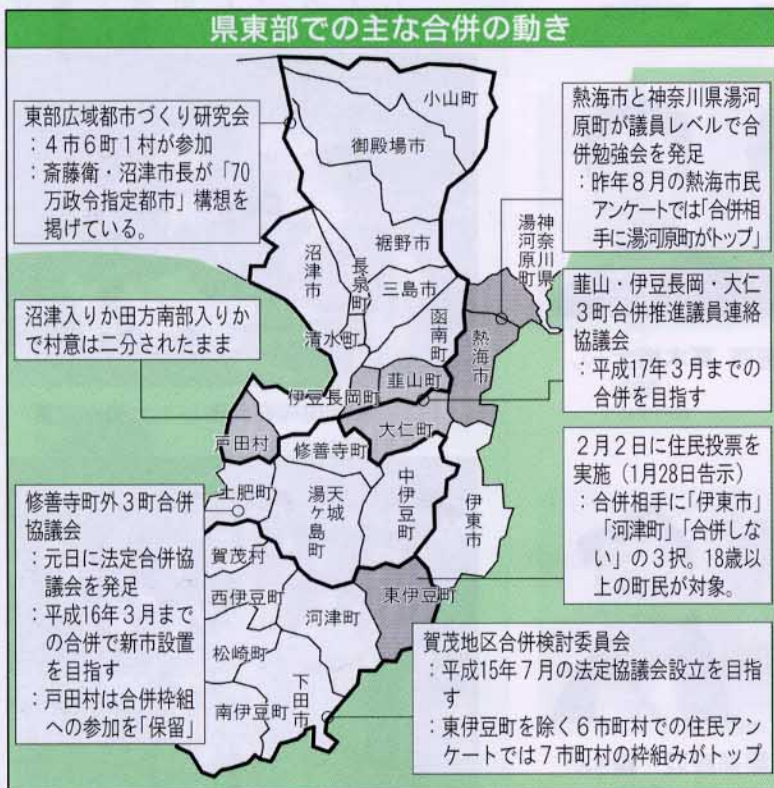 県東部での主な合併の動き
東部広域都市づくり研究会
：４市６町１村が参加
：斎藤衛・沼津市長が「70
万政令指定都市」構想を
掲げている。
熱海市と神奈川県湯河
原町が議員レベルで合
併勉強会を発足
：昨年８月の熱海市民
アンケートでは「合併相
手に湯河原町がトップ」
小山町
御殿場市
裾野市
沼津市
長泉町
三島市
清水町
函南町
神奈川県
湯河原町
熱海市
韮山町
伊豆長岡町
大仁町
戸田村
修善寺町
土肥町
天城
湯ヶ島町
中伊豆町
伊東市
賀茂村
西伊豆町
河津町
東伊豆町
松崎町
下田市
南伊豆町
沼津入りか田方南部入りか
で村意は二分されたまま
韮山・伊豆長岡・大仁
３町合併推進議員連絡
協議会
：平成17年３月までの
合併を目指す
２月２日に住民投票を
実施（1月28日告示）
：合併相手に「伊東市」
「河津町」「合併しな
い」の３択。18歳以
上の町民が対象。
修善寺町外３町合併
協議会
：元日に法定合併協
議会を発足
：平成16年３月まで
の合併で新市設置
を目指す
：戸田村は合併枠組
への参加を「保留」
賀茂地区合併検討委員会
：平成15年７月の法定協議会設立を目指
す
：東伊豆町を除く６市町村での住民アン
ケートでは７市町村の枠組みがトップ